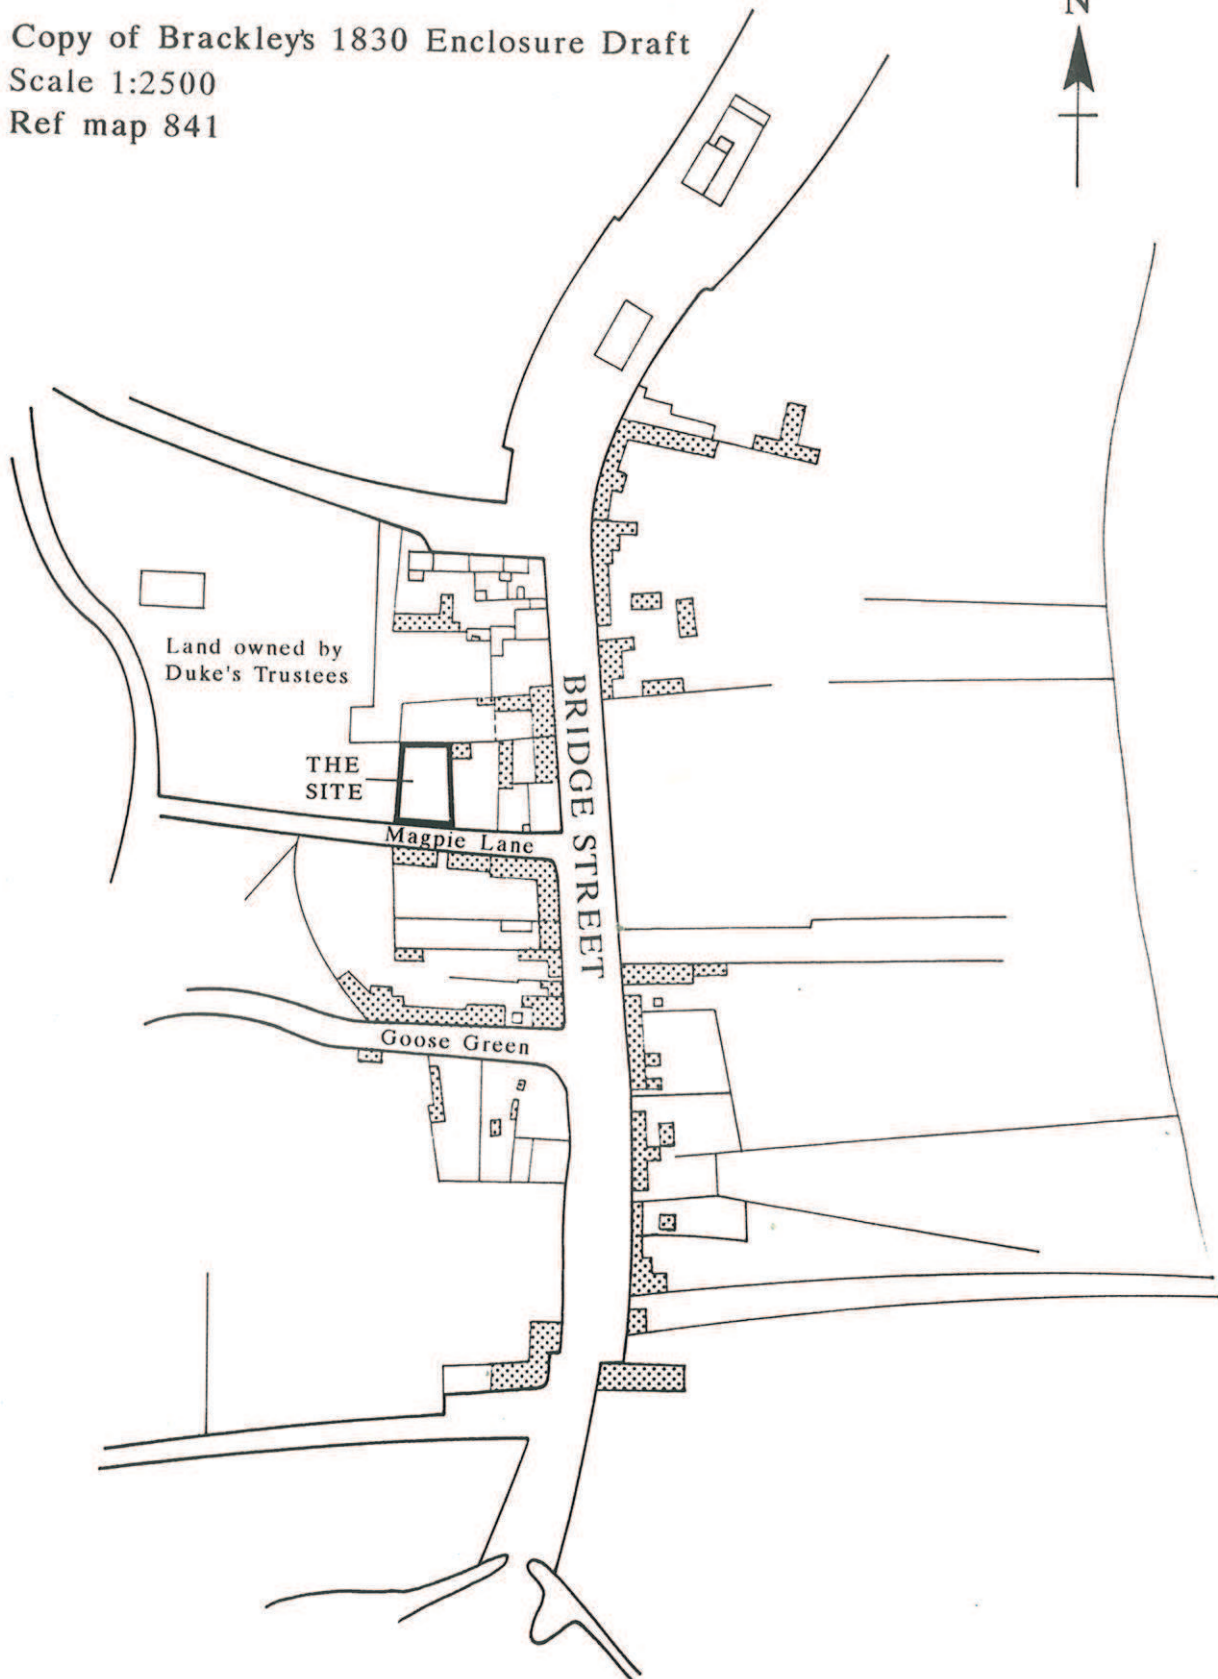 Copy of Brackley's 1830 Enclosure Draft
Scale 1:2500
Ref map 841
N
Land owned by
Duke's Trustees
BRIDGE STREET
THE
SITE
Magpie Lane
Goose Green